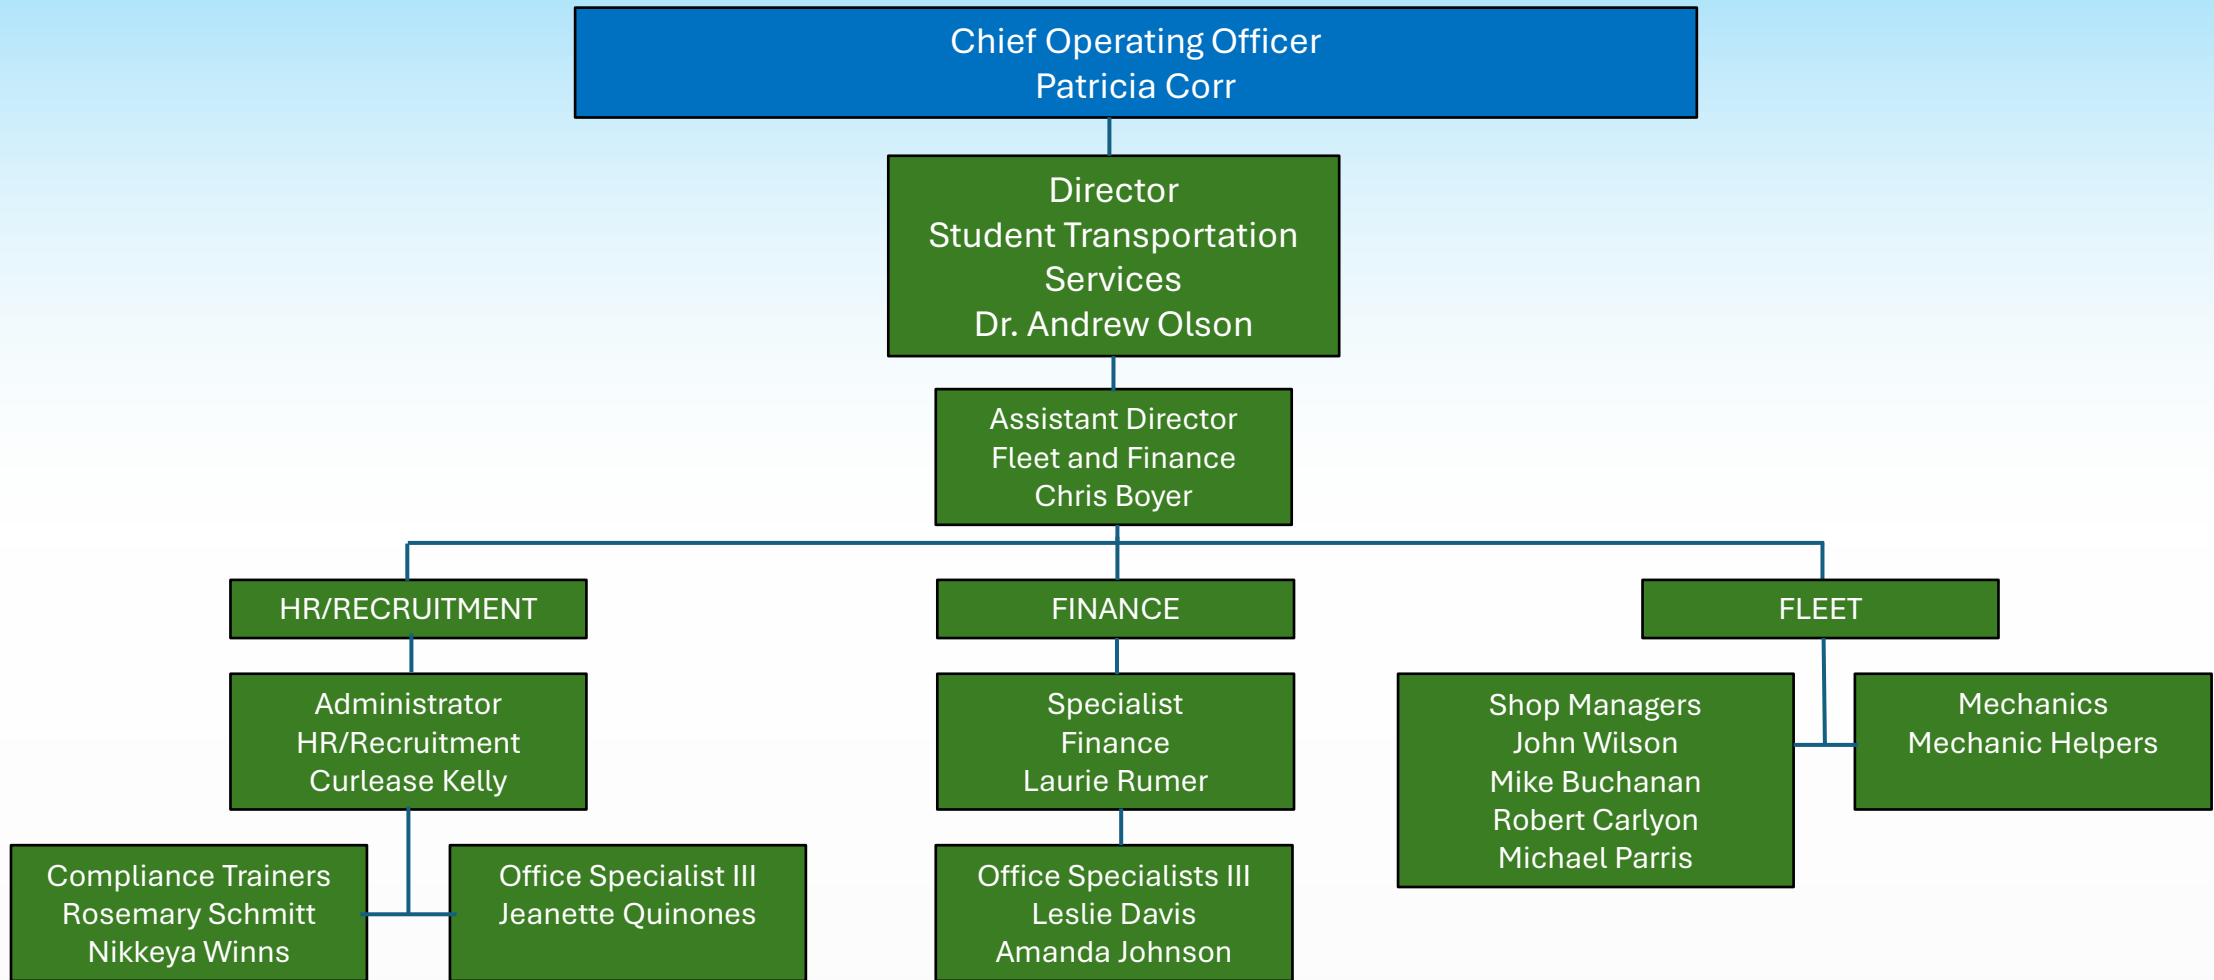 Chief Operating Officer
Patricia Corr
Director
Student Transportation
Services
Dr. Andrew Olson
Assistant Director
Fleet and Finance
Chris Boyer
HR/RECRUITMENT
FINANCE
FLEET
Administrator
HR/Recruitment
Curlease Kelly
Specialist
Finance
Laurie Rumer
Shop Managers
John Wilson
Mike Buchanan
Robert Carlyon
Michael Parris
Mechanics
Mechanic Helpers
Compliance Trainers
Rosemary Schmitt
Nikkeya Winns
Office Specialist III
Jeanette Quinones
Office Specialists III
Leslie Davis
Amanda Johnson